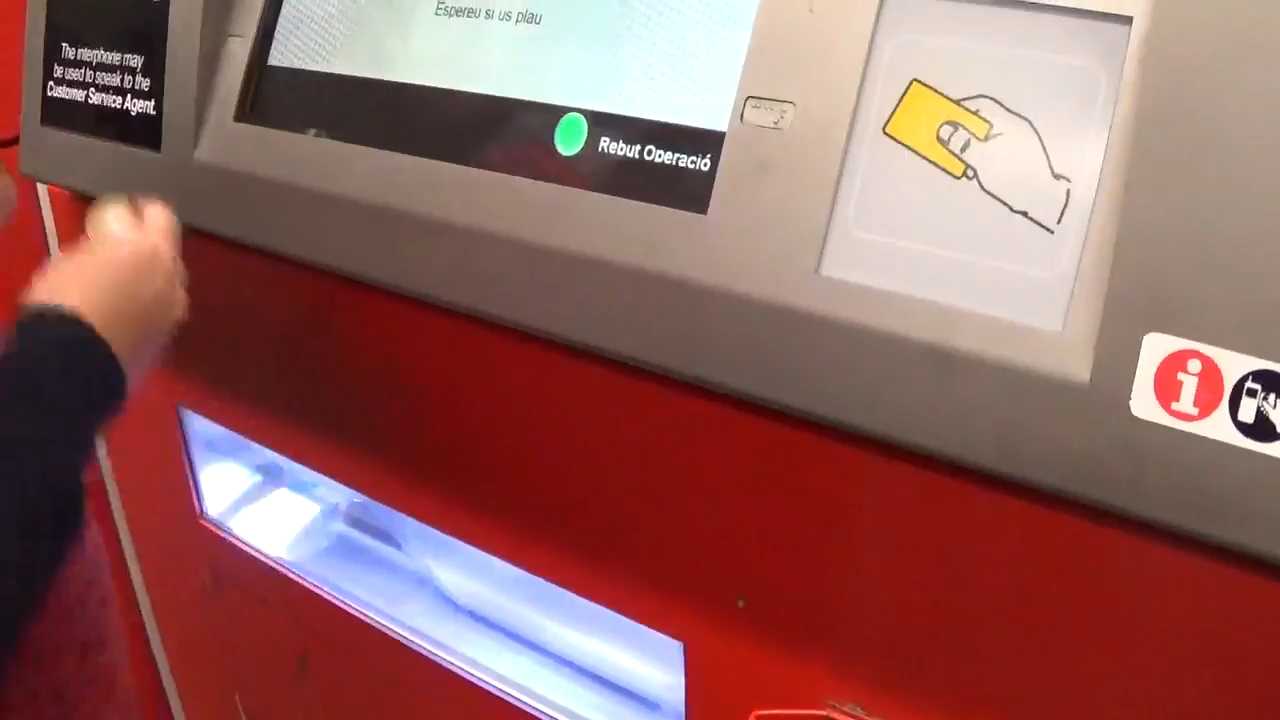 The interphone may
be used to speak to the
Customer Service Agent.
Espereu si us plau
Rebut Operació
i